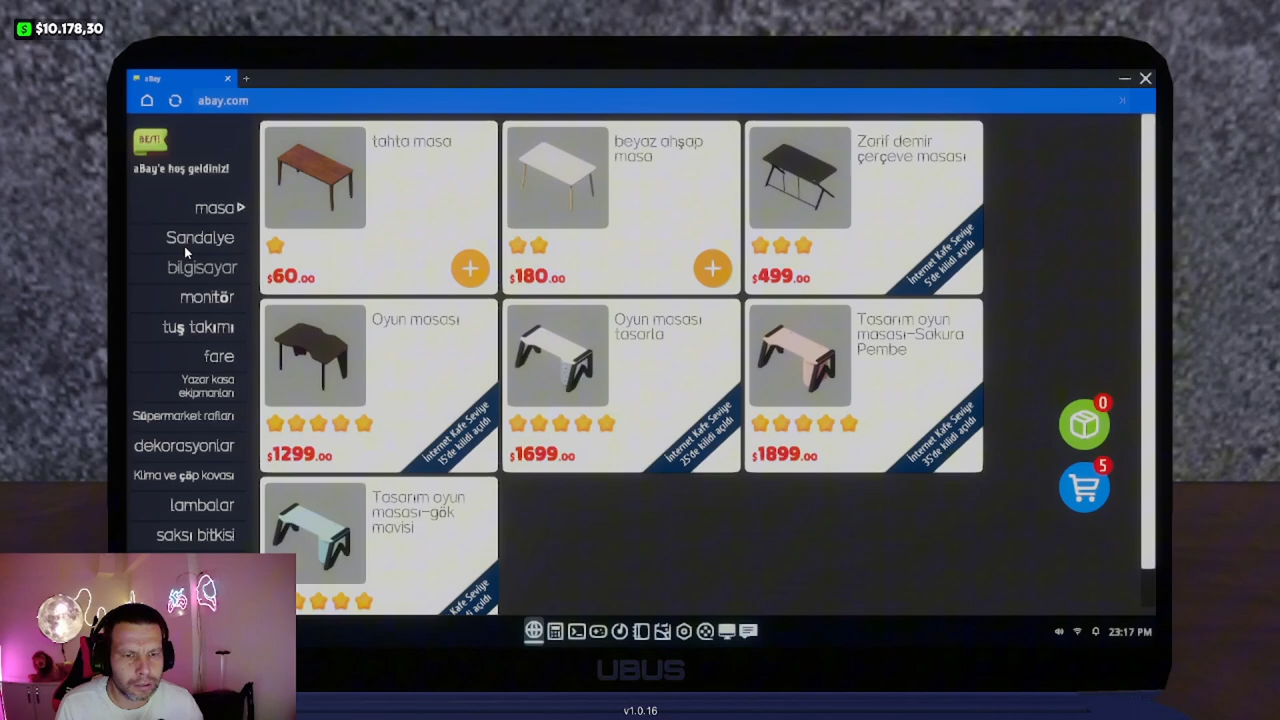 $10.178,30
aBay
abay.com
BEST!
aBay'e hoş geldiniz!
masa
Sandalye
bilgisayar
monitör
tuş takımı
fare
Yazar kasa
ekipmanları
Süpermarket rafları
dekorasyonlar
Klima ve çöp kovası
lambalar
saksı bitkisi
tahta masa
$60.00
beyaz ahşap
masa
$180.00
Zarif demir
çerçeve masası
$499.00
İnternet Kafe Seviye
5'de kilidi açıldı
Oyun masası
$1299.00
İnternet Kafe Seviye
15'de kilidi açıldı
Oyun masası
tasarla
$1699.00
İnternet Kafe Seviye
25'de kilidi açıldı
Tasarım oyun
masası-Sakura
Pembe
$1899.00
İnternet Kafe Seviye
35'de kilidi açıldı
Tasarım oyun
masası-gök
mavisi
Kafe Seviye
di açıldı
0
5
23:17 PM
UBUS
v1.0.16